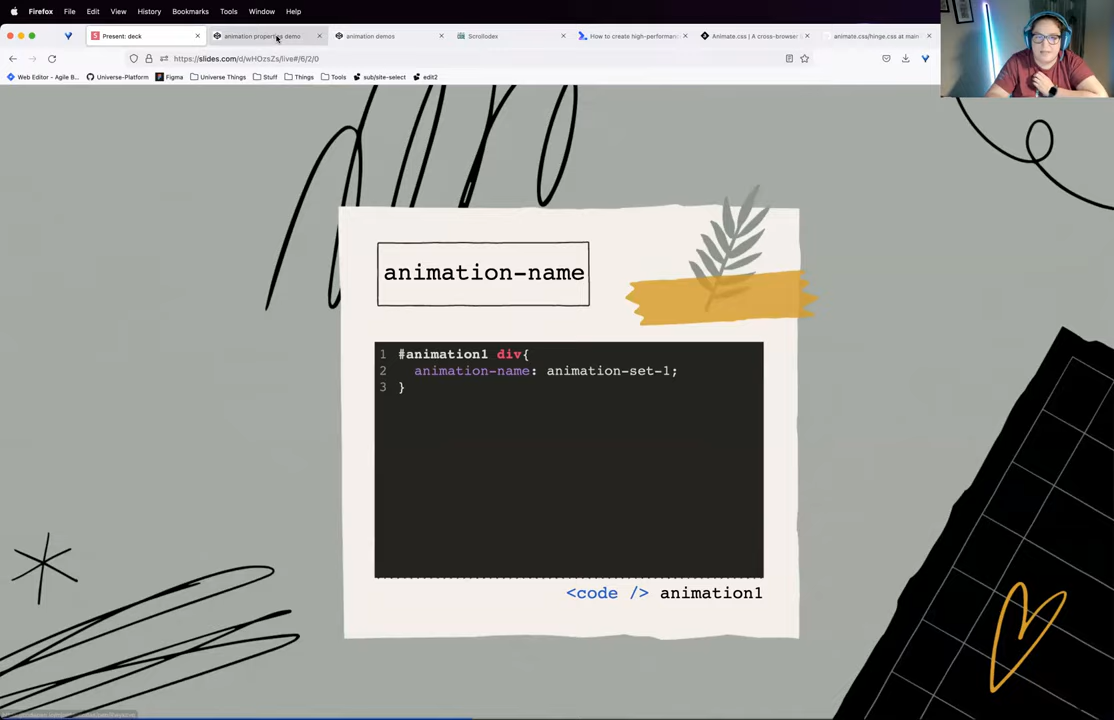 Firefox File Edit View History Bookmarks Tools Window Help
Present: deck
animation properties demo
animation demos
Scrollodex
How to create high-performan
Animate.css | A cross-browser
animate.css/hinge.css at main
https://slides.com/d/wHOzsZs/live#/6/2/0
Web Editor - Agile B...
Universe-Platform
Figma
Universe Things
Stuff
Things
Tools
sub/site-select
edit2
animation-name
1 #animation1 div{
2 animation-name: animation-set-1;
3 }
<code /> animation1